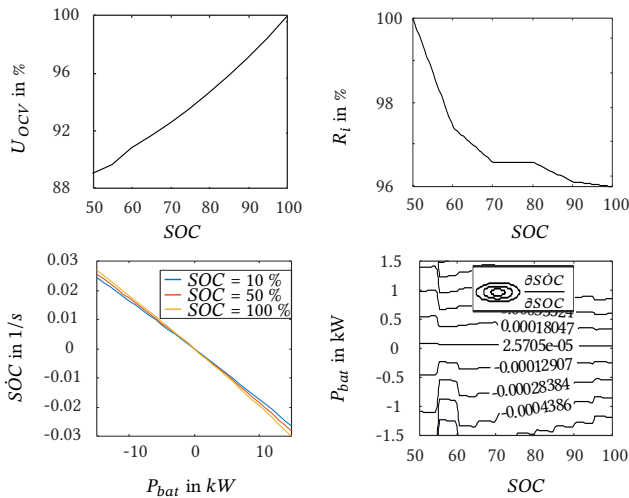 100
96
92
88
U_OCV in %
50 60 70 80 90 100
SOC
100
98
96
R_i in %
50 60 70 80 90 100
SOC
0.03
0.02
0.01
0
-0.01
-0.02
-0.03
SȮC in 1/s
SOC = 10 %
SOC = 50 %
SOC = 100 %
-10 0 10
P_bat in kW
1.5
1
0.5
0
-0.5
-1
-1.5
P_bat in kW
∂SȮC
∂SOC
0.00018047
2.5705e-05
-0.00012907
-0.00028384
-0.0004386
50 60 70 80 90 100
SOC